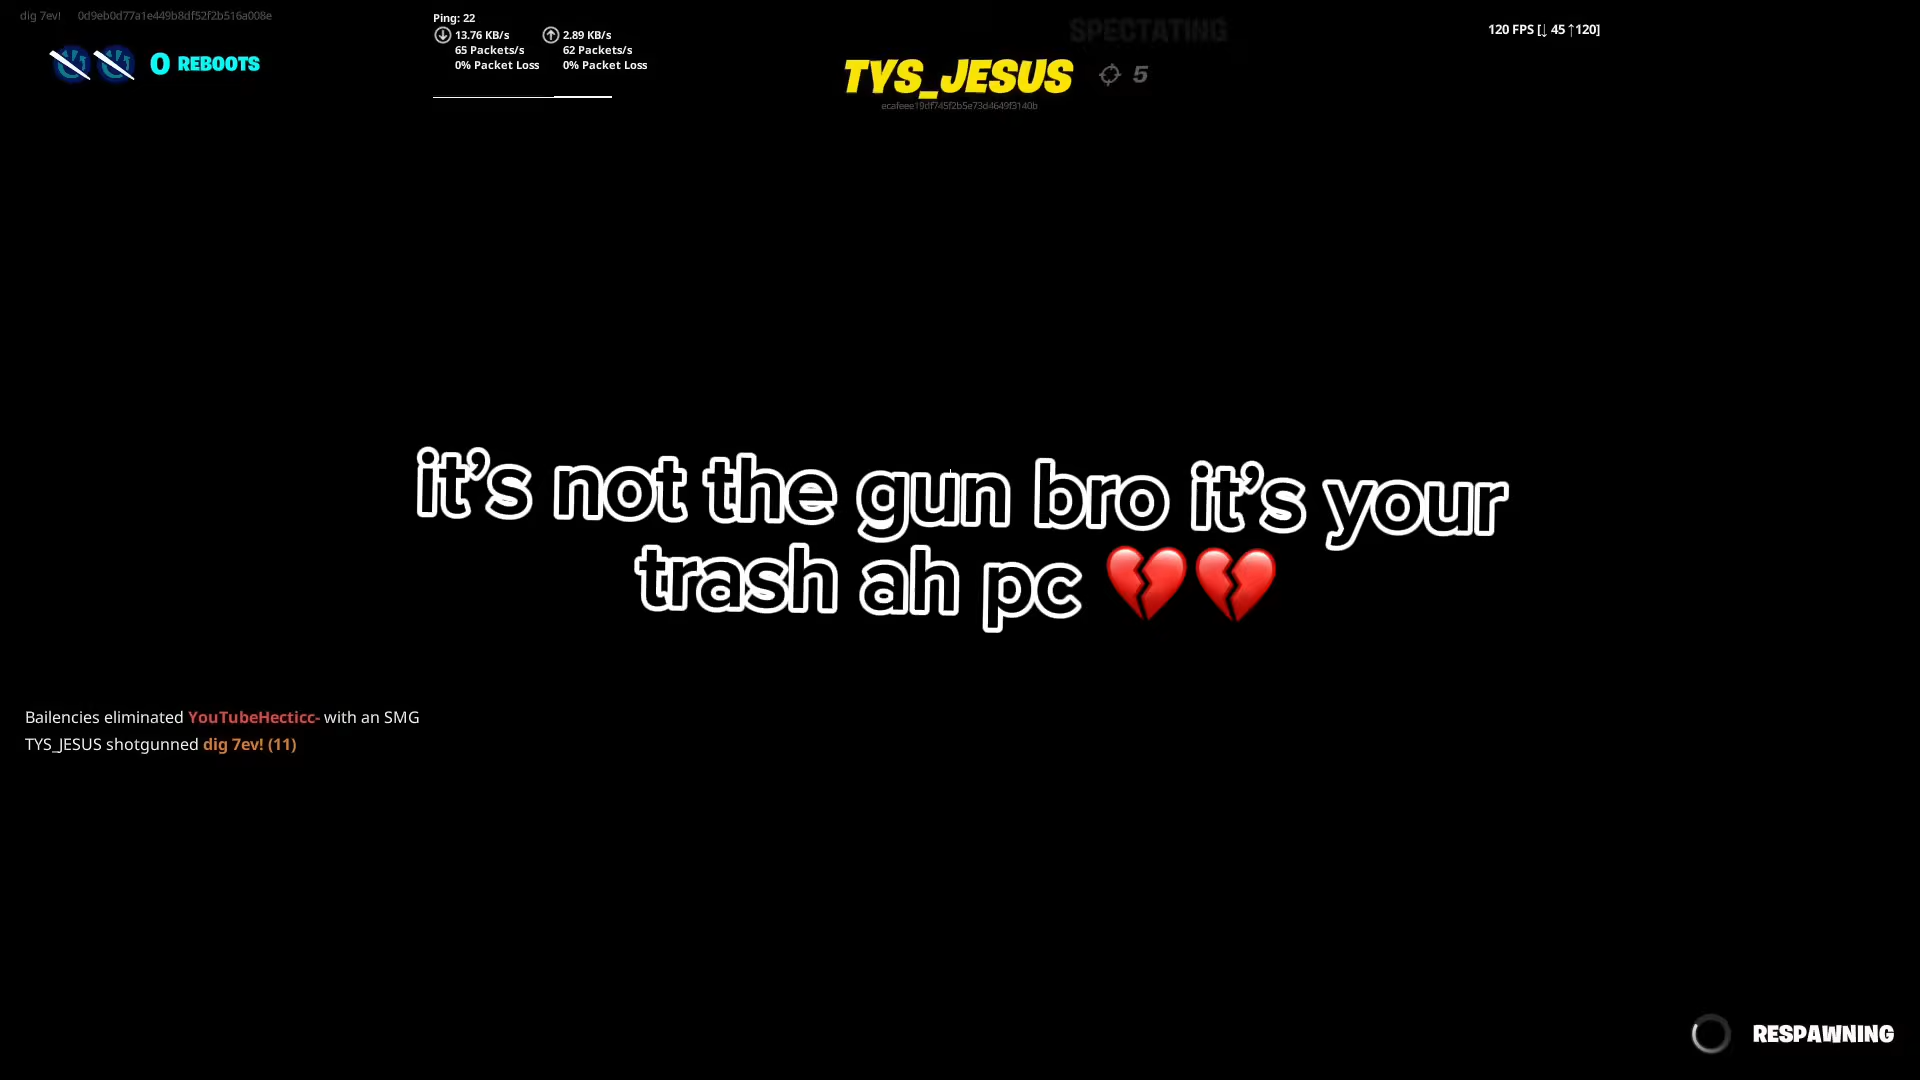 dig 7ev! 0d9eb0d77a1e449b8df52f2b516a008e
0 REBOOTS
Ping: 22
13.76 KB/s 2.89 KB/s
65 Packets/s 62 Packets/s
0% Packet Loss 0% Packet Loss
SPECTATING
TYS_JESUS 5
ecafeee19df745f2b5e73d4649f3140b
120 FPS [↓ 45 ↑120]
it's not the gun bro it's your
trash ah pc 💔💔
Bailencies eliminated YouTubeHecticc- with an SMG
TYS_JESUS shotgunned dig 7ev! (11)
RESPAWNING